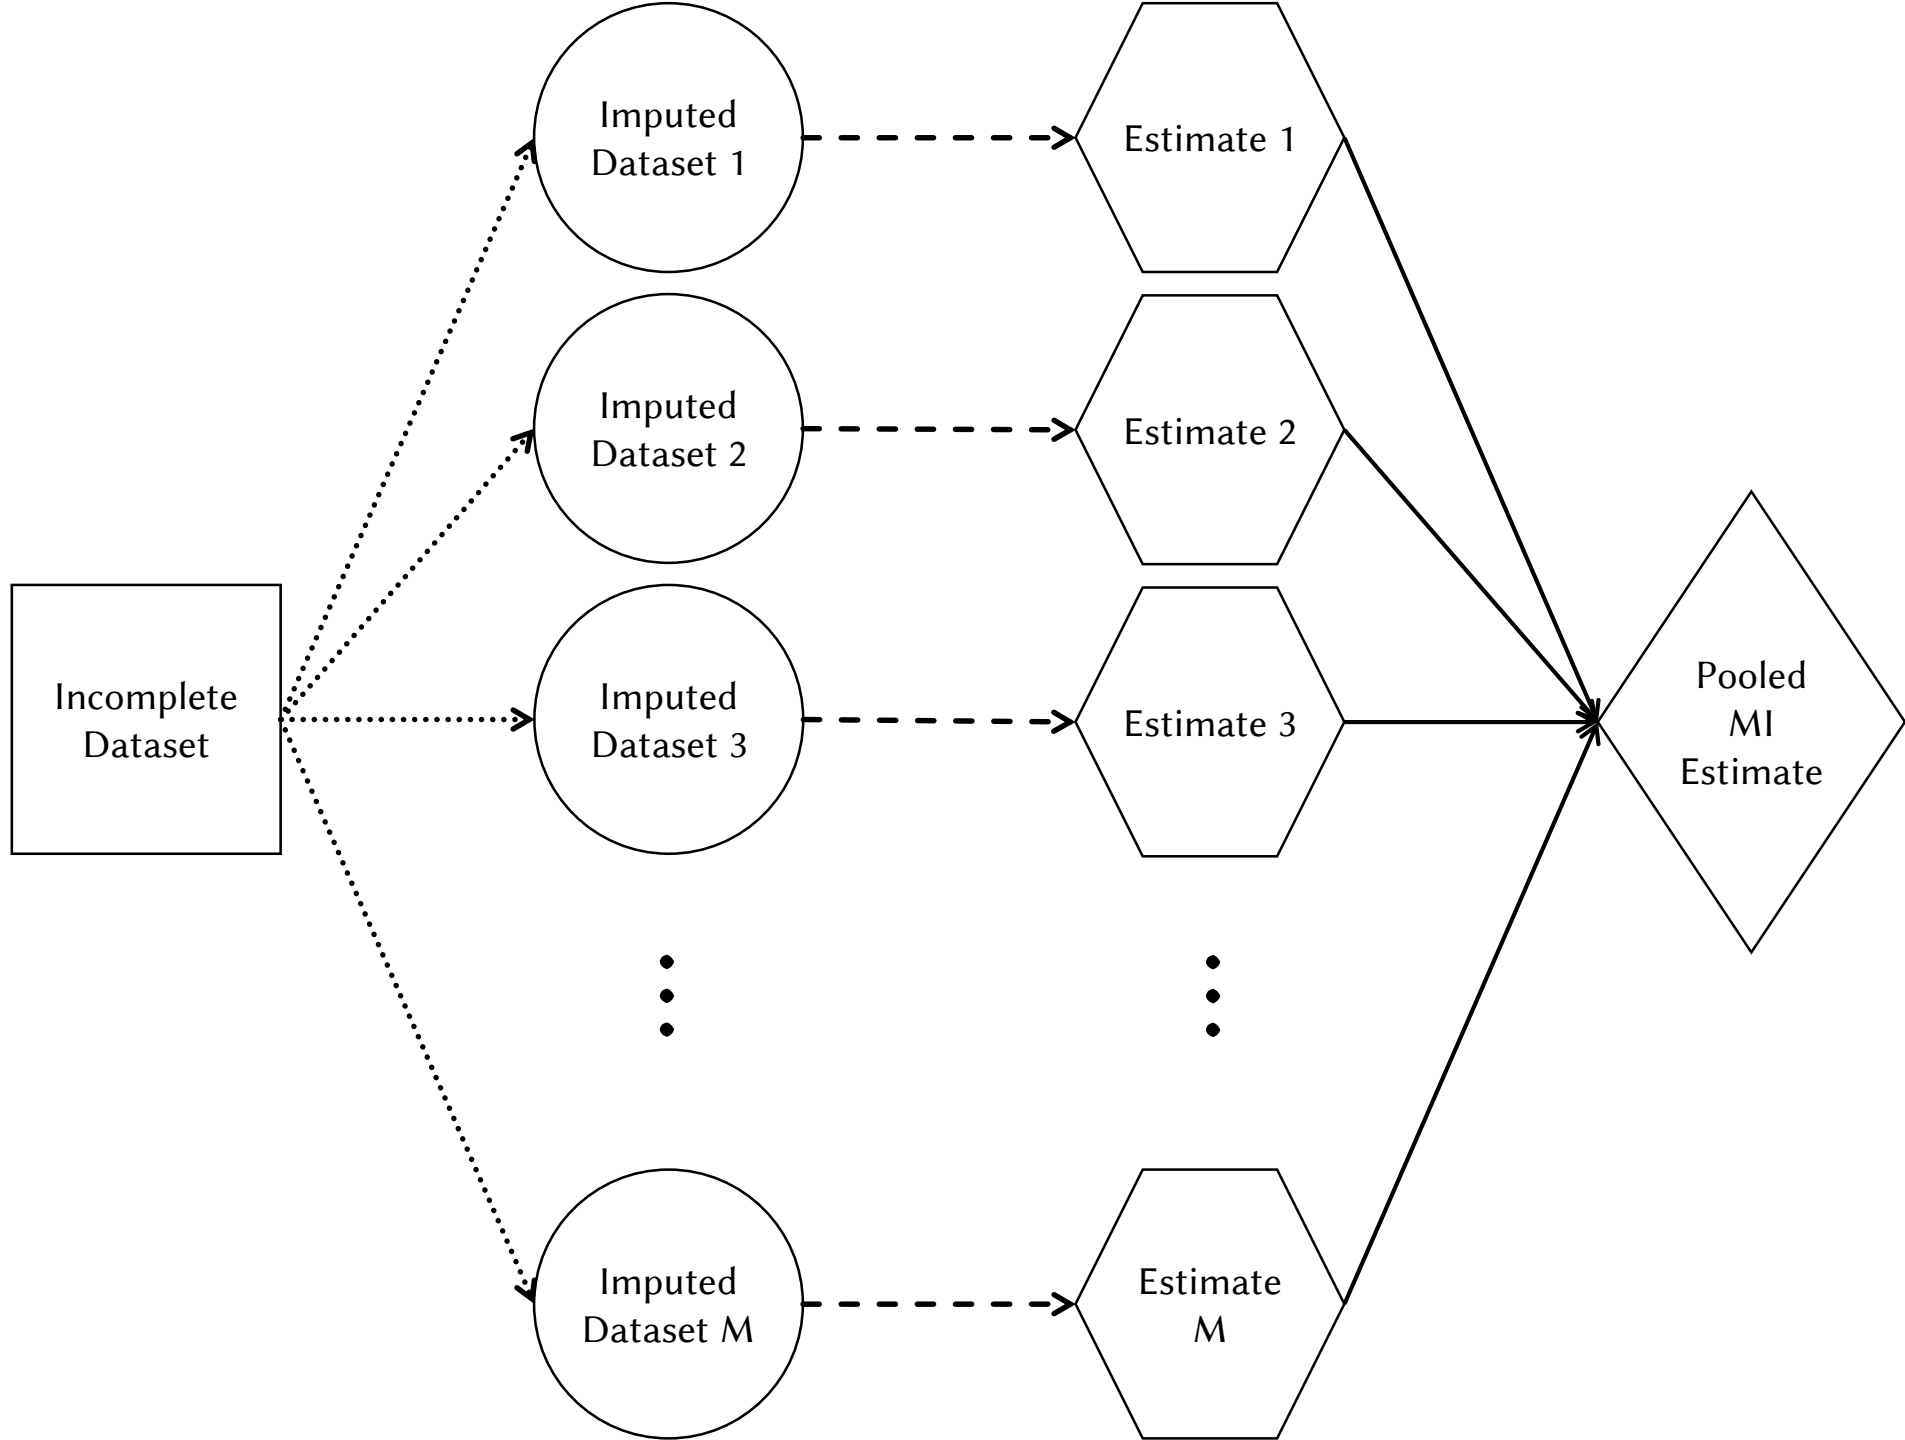 Imputed
Dataset 1
Estimate 1
Imputed
Dataset 2
Estimate 2
Incomplete
Dataset
Imputed
Dataset 3
Estimate 3
Pooled
MI
Estimate
Imputed
Dataset M
Estimate
M